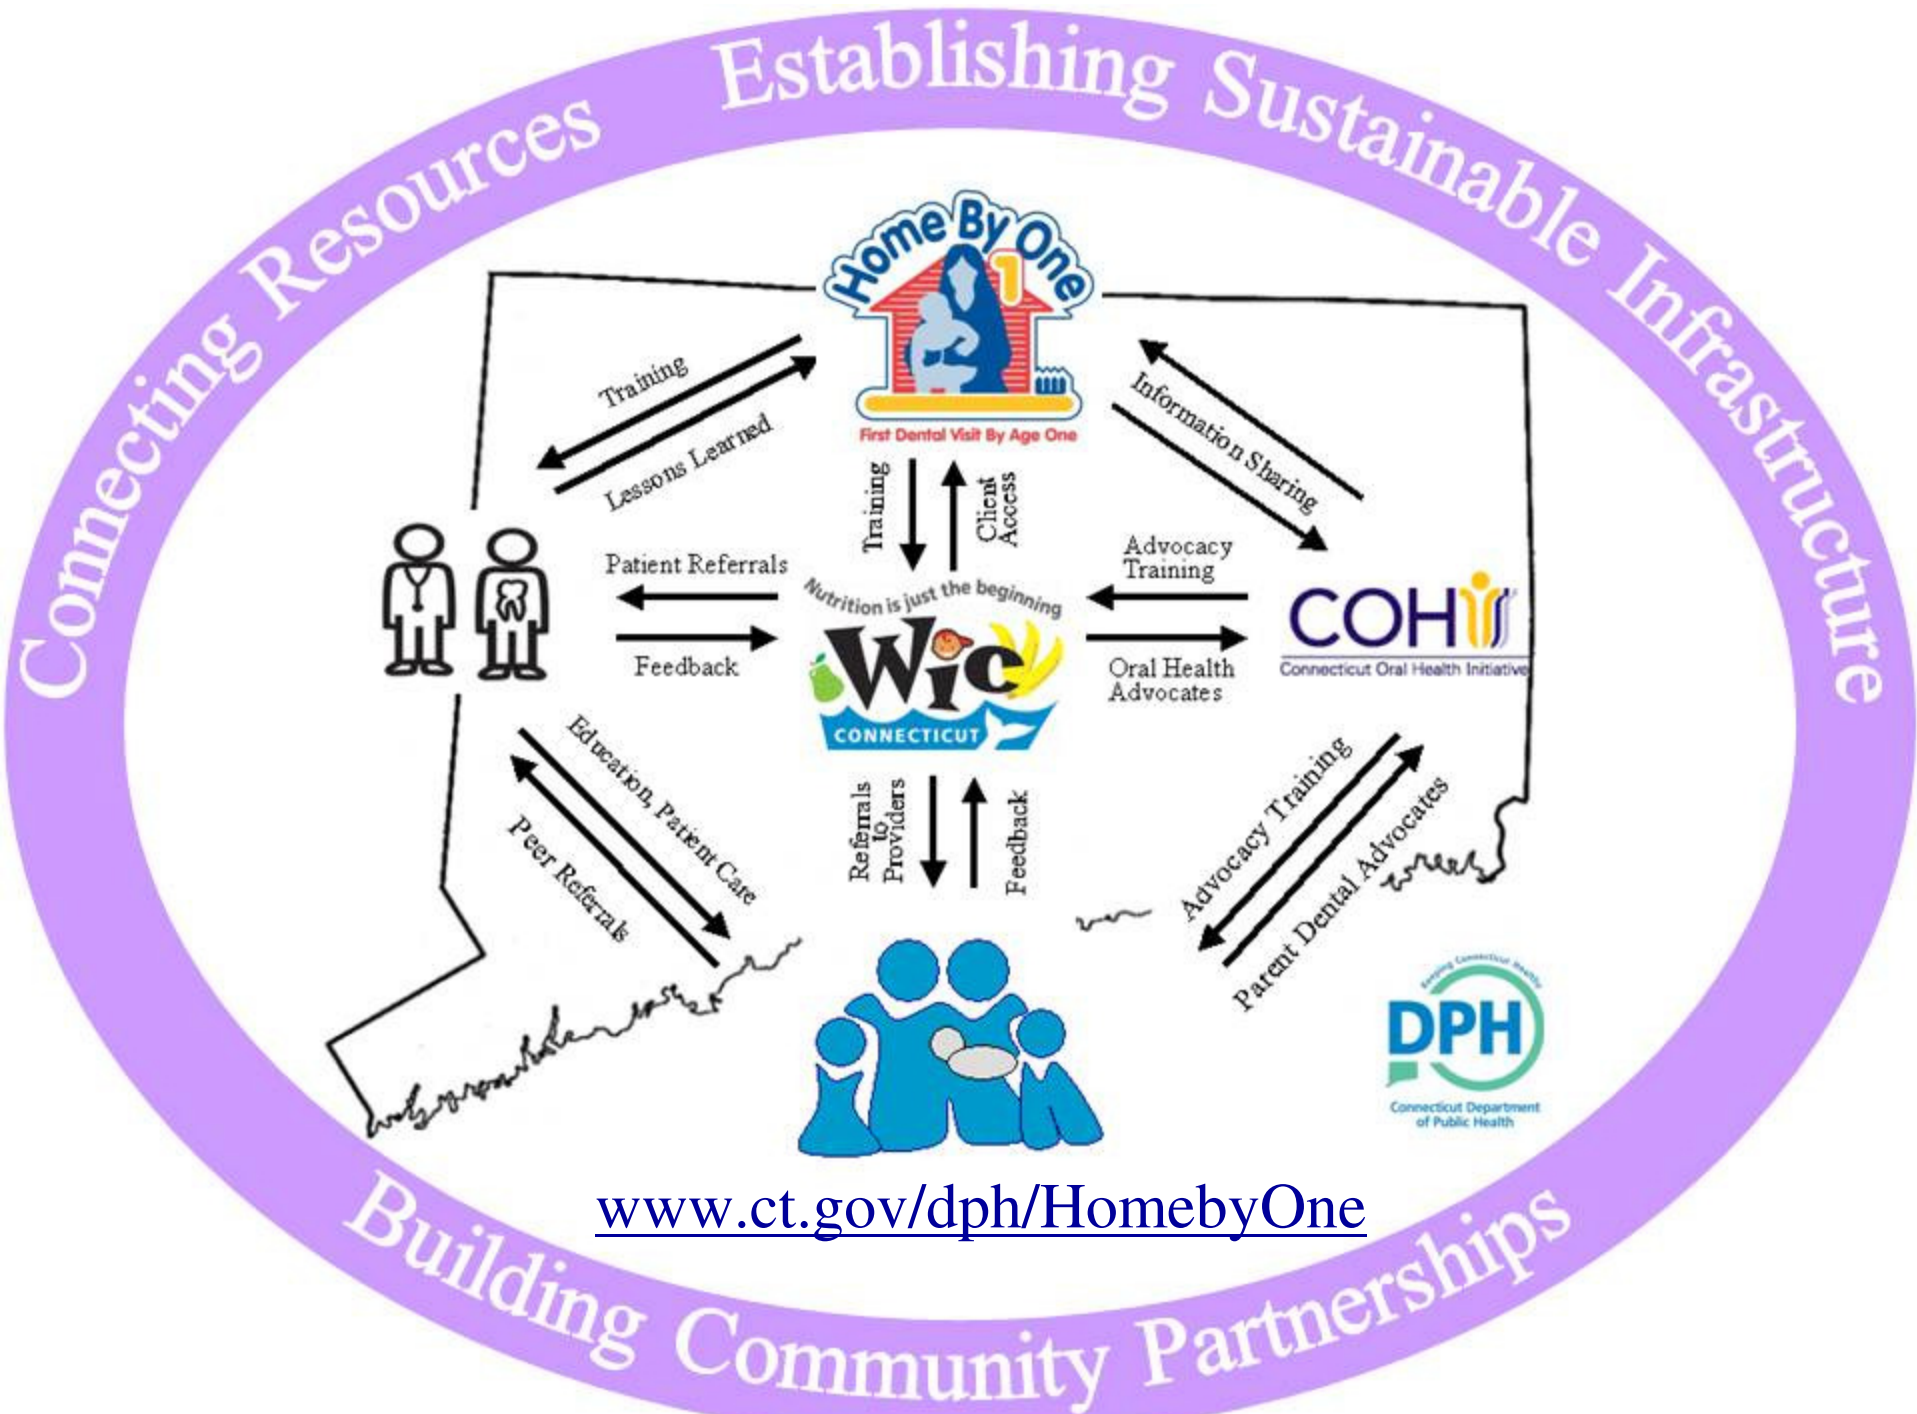 Connecting Resources
Establishing Sustainable Infrastructure
Home By One
1
First Dental Visit By Age One
Training
Lessons Learned
Training
Client
Access
Information Sharing
Patient Referrals
Feedback
Nutrition is just the beginning
Wic
CONNECTICUT
Advocacy
Training
Oral Health
Advocates
COHI
Connecticut Oral Health Initiative
Education, Patient Care
Peer Referrals
Referrals
to
Providers
Feedback
Advocacy Training
Parent Dental Advocates
Keeping Connecticut Healthy
DPH
Connecticut Department
of Public Health
www.ct.gov/dph/HomebyOne
Building Community Partnerships